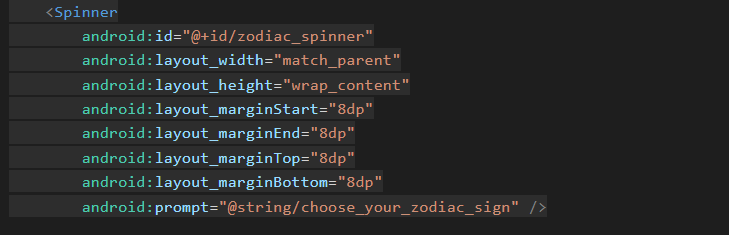 <Spinner
android:id="@+id/zodiac_spinner"
android:layout_width="match_parent"
android:layout_height="wrap_content"
android:layout_marginStart="8dp"
android:layout_marginEnd="8dp"
android:layout_marginTop="8dp"
android:layout_marginBottom="8dp"
android:prompt="@string/choose_your_zodiac_sign" />